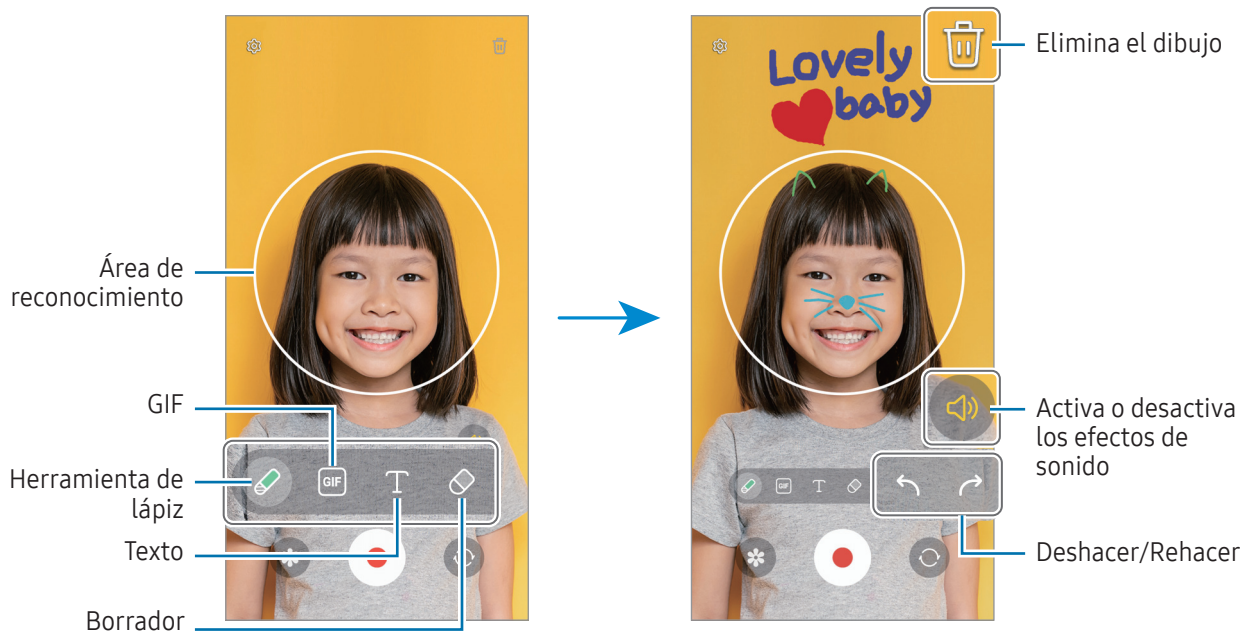 Elimina el dibujo
Lovely
baby
Área de
reconocimiento
GIF
Activa o desactiva
los efectos de
sonido
GIF
T
GIF
T
Herramienta de
lápiz
Texto
Deshacer/Rehacer
Borrador